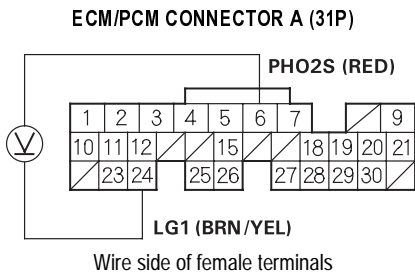 ECM/PCM CONNECTOR A (31P)
PHO2S (RED)
1 2 3 4 5 6 7 9
V
10 11 12 15 18 19 20 21
23 24 25 26 27 28 29 30
LG1 (BRN/YEL)
Wire side of female terminals